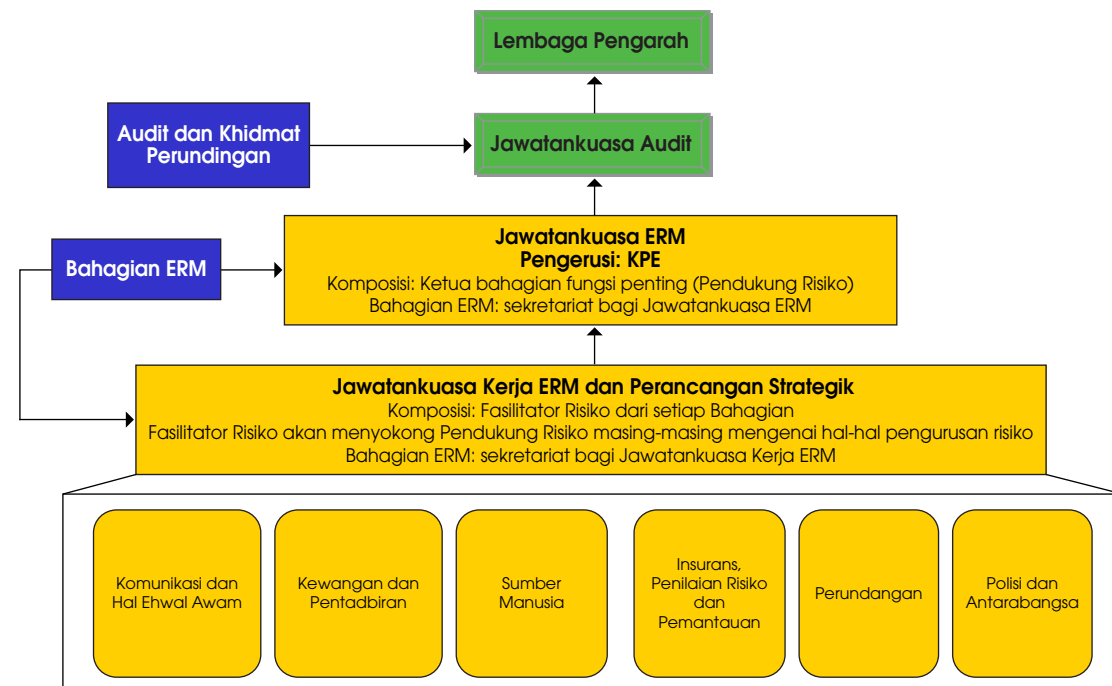 Lembaga Pengarah
Audit dan Khidmat
Perundingan
Jawatankuasa Audit
Bahagian ERM
Jawatankuasa ERM
Pengerusi: KPE
Komposisi: Ketua bahagian fungsi penting (Pendukung Risiko)
Bahagian ERM: sekretariat bagi Jawatankuasa ERM
Jawatankuasa Kerja ERM dan Perancangan Strategik
Komposisi: Fasilitator Risiko dari setiap Bahagian
Fasilitator Risiko akan menyokong Pendukung Risiko masing-masing mengenai hal-hal pengurusan risiko
Bahagian ERM: sekretariat bagi Jawatankuasa Kerja ERM
Komunikasi dan
Hal Ehwal Awam
Kewangan dan
Pentadbiran
Sumber
Manusia
Insurans,
Penilaian Risiko
dan
Pemantauan
Perundangan
Polisi dan
Antarabangsa